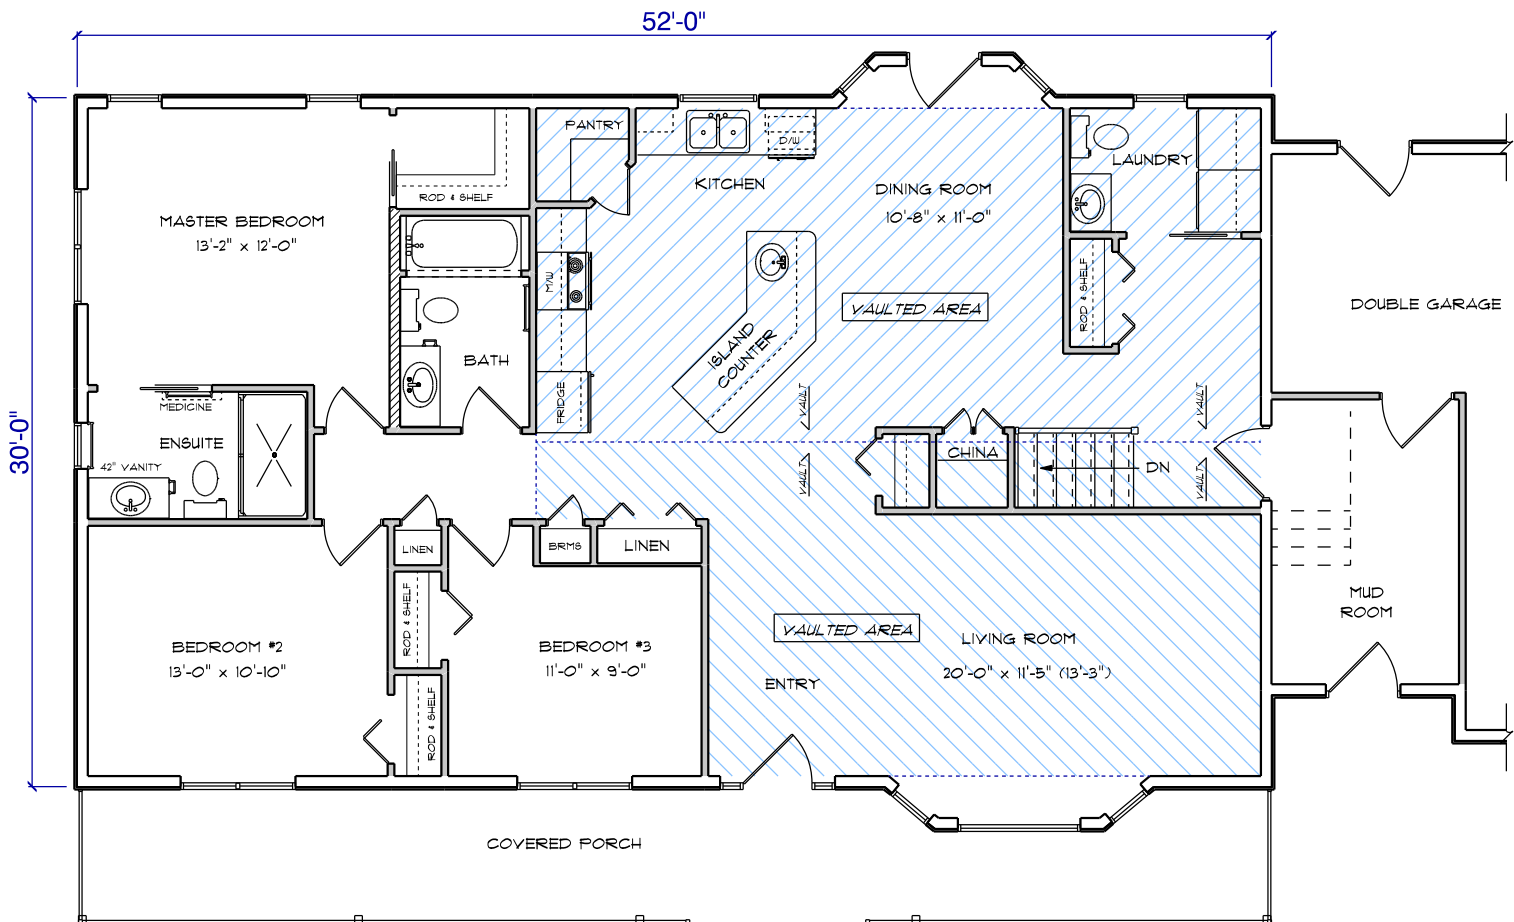 52'-0"
30'-0"
PANTRY
D/W
KITCHEN
DINING ROOM
10'-8" x 11'-0"
LAUNDRY
ROD & SHELF
MASTER BEDROOM
13'-2" x 12'-0"
M/W
ROD & SHELF
VAULTED AREA
DOUBLE GARAGE
ISLAND
COUNTER
BATH
FRIDGE
VAULT
VAULT
MEDICINE
ENSUITE
42" VANITY
CHINA
DN
VAULT
VAULT
LINEN
BRMS
LINEN
ROD & SHELF
MUD
ROOM
BEDROOM #2
13'-0" x 10'-10"
BEDROOM #3
11'-0" x 9'-0"
VAULTED AREA
LIVING ROOM
20'-0" x 11'-5" (13'-3")
ENTRY
ROD & SHELF
COVERED PORCH